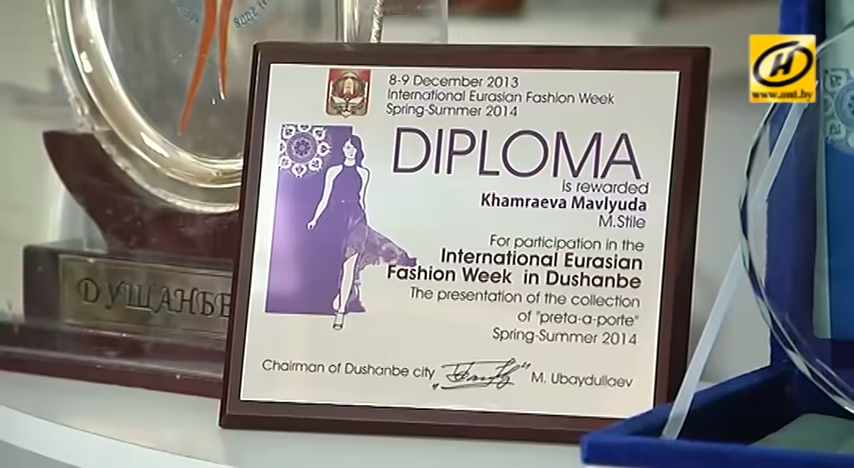 8-9 December 2013
International Eurasian Fashion Week
Spring-Summer 2014
DIPLOMA
is rewarded
Khamraeva Mavlyuda
M.Stile
For participation in the
International Eurasian
Fashion Week in Dushanbe
The presentation of the collection
of "preta-a-porte"
Spring-Summer 2014
Chairman of Dushanbe city
M. Ubaydullaev
ДУШАНБЕ
www.ont.by